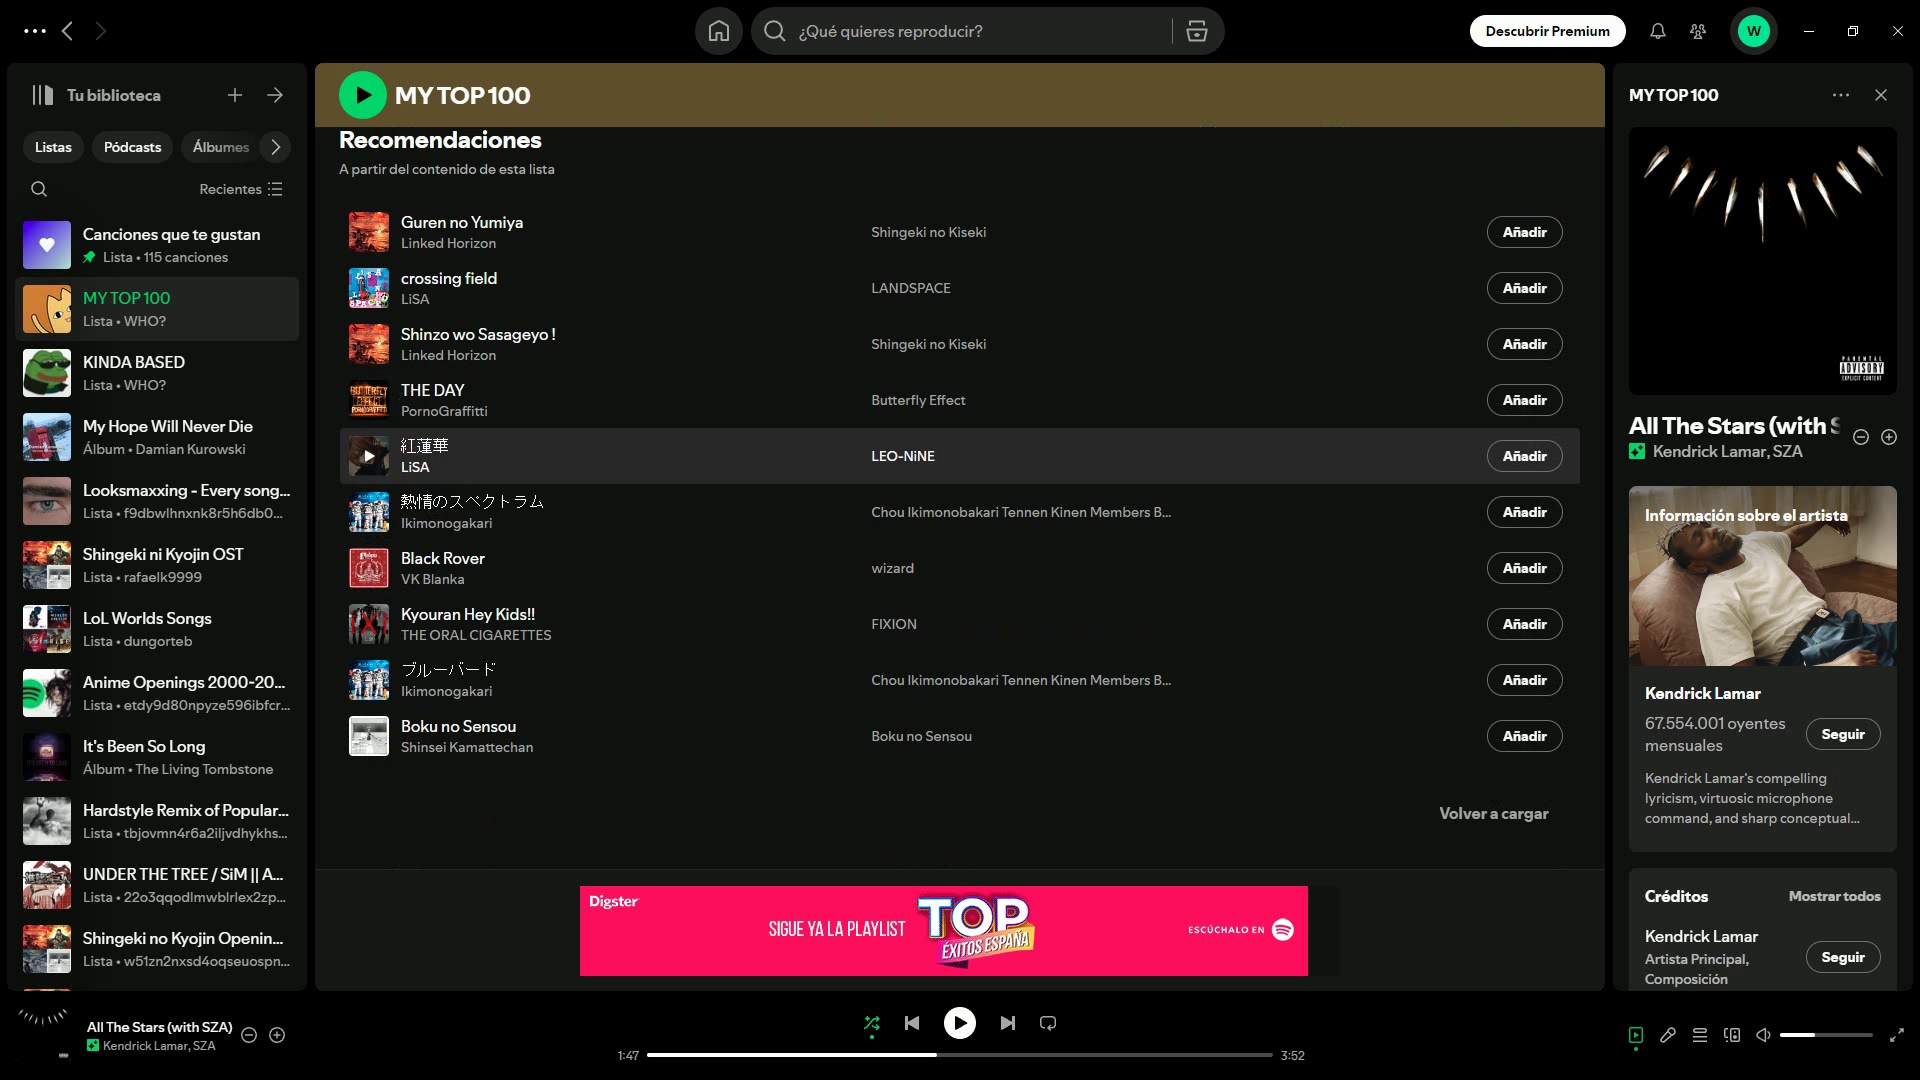 ¿Qué quieres reproducir?
Descubrir Premium
W
Tu biblioteca
Listas
Pódcasts
Álbumes
Recientes
Canciones que te gustan
Lista • 115 canciones
MY TOP 100
Lista • WHO?
KINDA BASED
Lista • WHO?
My Hope Will Never Die
Álbum • Damian Kurowski
Looksmaxxing - Every song...
Lista • f9dbwlhnxnk8r5h6db0...
Shingeki ni Kyojin OST
Lista • rafaelk9999
LoL Worlds Songs
Lista • dungorteb
Anime Openings 2000-20...
Lista • etdy9d80npyze596ibfcr...
It's Been So Long
Álbum • The Living Tombstone
Hardstyle Remix of Popular...
Lista • tbjovmn4r6a2iljvdhykhs...
UNDER THE TREE / SiM || A...
Lista • 22o3qqodlmwblrlex2zp...
Shingeki no Kyojin Openin...
Lista • w51zn2nxsd4oqseuospn...
MY TOP 100
Recomendaciones
A partir del contenido de esta lista
Guren no Yumiya
Linked Horizon
Shingeki no Kiseki
Añadir
crossing field
LiSA
LANDSPACE
Añadir
Shinzo wo Sasageyo !
Linked Horizon
Shingeki no Kiseki
Añadir
THE DAY
PornoGraffitti
Butterfly Effect
Añadir
紅蓮華
LiSA
LEO-NiNE
Añadir
熱情のスペクトラム
Ikimonogakari
Chou Ikimonobakari Tennen Kinen Members B...
Añadir
Black Rover
VK Blanka
wizard
Añadir
Kyouran Hey Kids!!
THE ORAL CIGARETTES
FIXION
Añadir
ブルーバード
Ikimonogakari
Chou Ikimonobakari Tennen Kinen Members B...
Añadir
Boku no Sensou
Shinsei Kamattechan
Boku no Sensou
Añadir
Volver a cargar
Digster
SIGUE YA LA PLAYLIST
TOP
ÉXITOS ESPAÑA
ESCÚCHALO EN
MY TOP 100
PARENTAL
ADVISORY
EXPLICIT CONTENT
All The Stars (with S
Kendrick Lamar, SZA
Información sobre el artista
Kendrick Lamar
67.554.001 oyentes
mensuales
Seguir
Kendrick Lamar's compelling
lyricism, virtuosic microphone
command, and sharp conceptual...
Créditos
Mostrar todos
Kendrick Lamar
Artista Principal,
Composición
Seguir
All The Stars (with SZA)
Kendrick Lamar, SZA
1:47
3:52